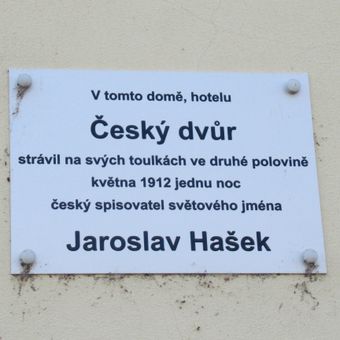 V tomto domě, hotelu
Český dvůr
strávil na svých toulkách ve druhé polovině
května 1912 jednu noc
český spisovatel světového jména
Jaroslav Hašek